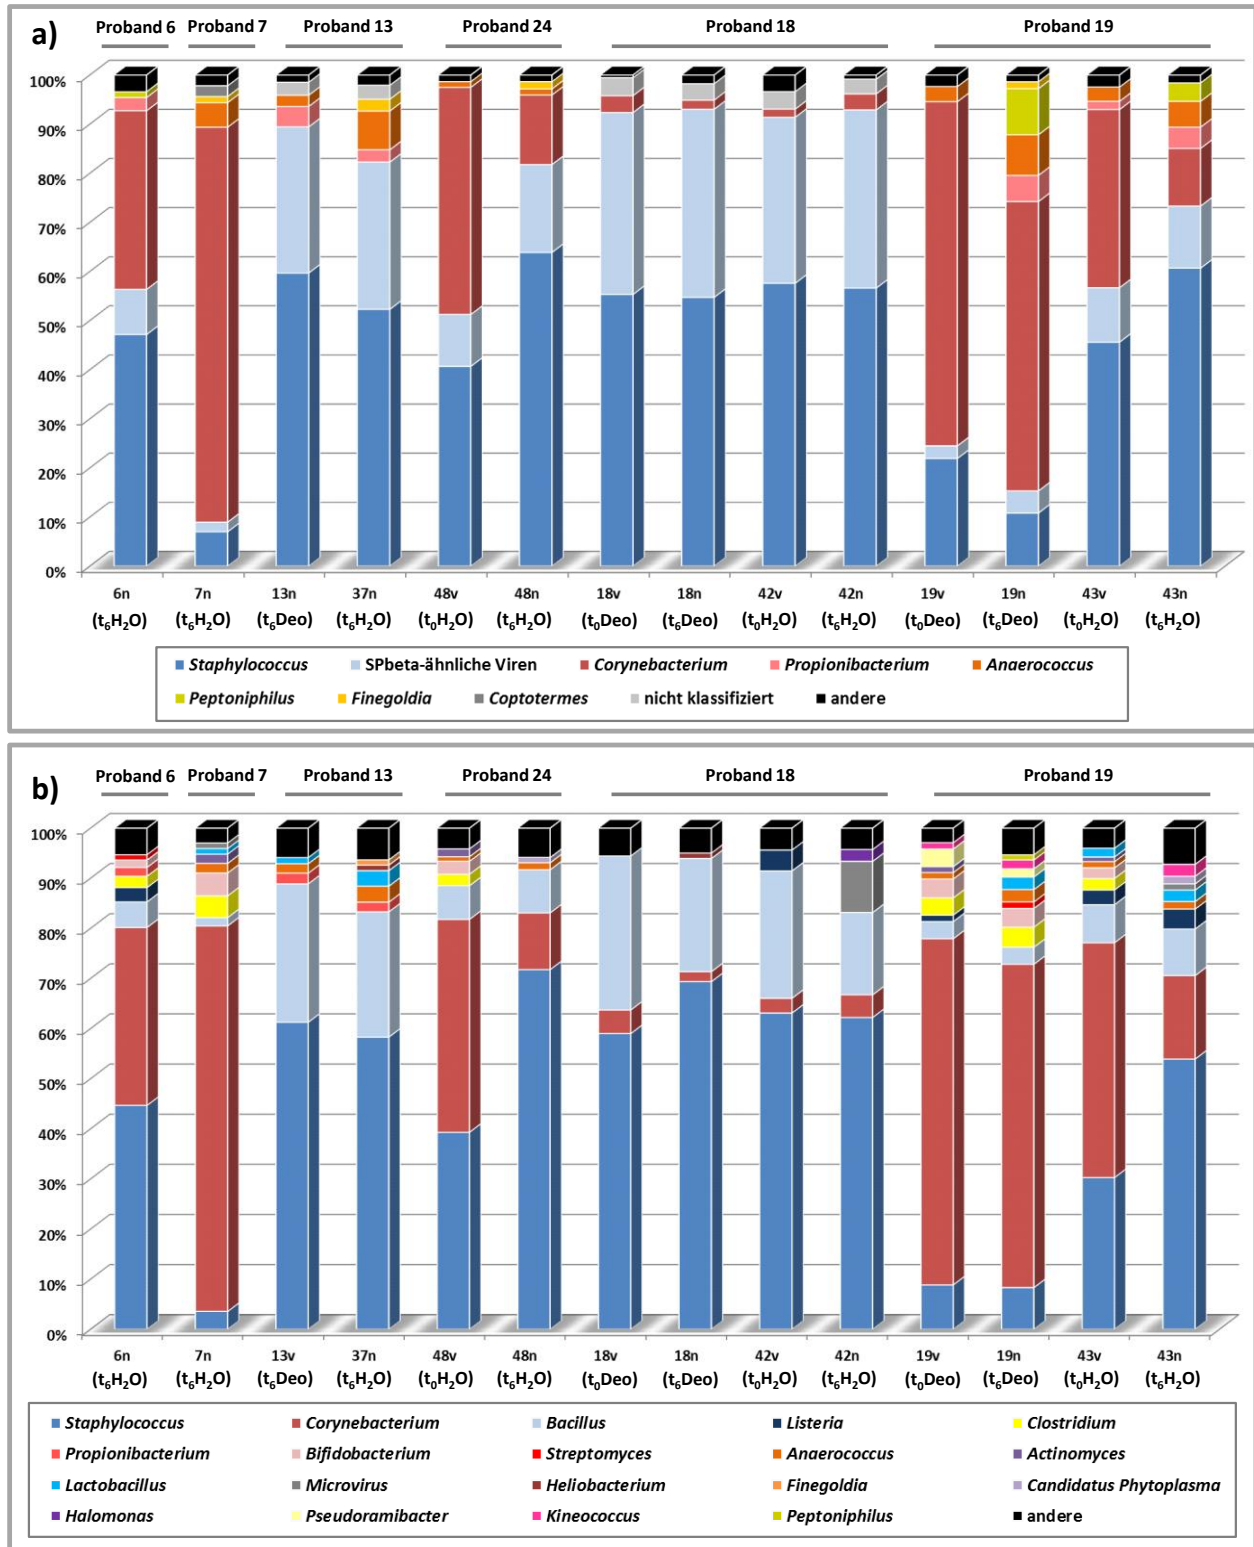 a)
Proband 6 Proband 7 Proband 13 Proband 24 Proband 18 Proband 19
100%
90%
80%
70%
60%
50%
40%
30%
20%
10%
0%
6n 7n 13n 37n 48v 48n 18v 18n 42v 42n 19v 19n 43v 43n
(t₆H₂O) (t₆H₂O) (t₆Deo) (t₆H₂O) (t₀H₂O) (t₆H₂O) (t₀Deo) (t₆Deo) (t₀H₂O) (t₆H₂O) (t₀Deo) (t₆Deo) (t₀H₂O) (t₆H₂O)
Staphylococcus SPbeta-ähnliche Viren Corynebacterium Propionibacterium Anaerococcus
Peptoniphilus Finegoldia Coptotermes nicht klassifiziert andere
b)
Proband 6 Proband 7 Proband 13 Proband 24 Proband 18 Proband 19
100%
90%
80%
70%
60%
50%
40%
30%
20%
10%
0%
6n 7n 13v 37n 48v 48n 18v 18n 42v 42n 19v 19n 43v 43n
(t₆H₂O) (t₆H₂O) (t₆Deo) (t₆H₂O) (t₀H₂O) (t₆H₂O) (t₀Deo) (t₆Deo) (t₀H₂O) (t₆H₂O) (t₀Deo) (t₆Deo) (t₀H₂O) (t₆H₂O)
Staphylococcus Corynebacterium Bacillus Listeria Clostridium
Propionibacterium Bifidobacterium Streptomyces Anaerococcus Actinomyces
Lactobacillus Microvirus Heliobacterium Finegoldia Candidatus Phytoplasma
Halomonas Pseudoramibacter Kineococcus Peptoniphilus andere